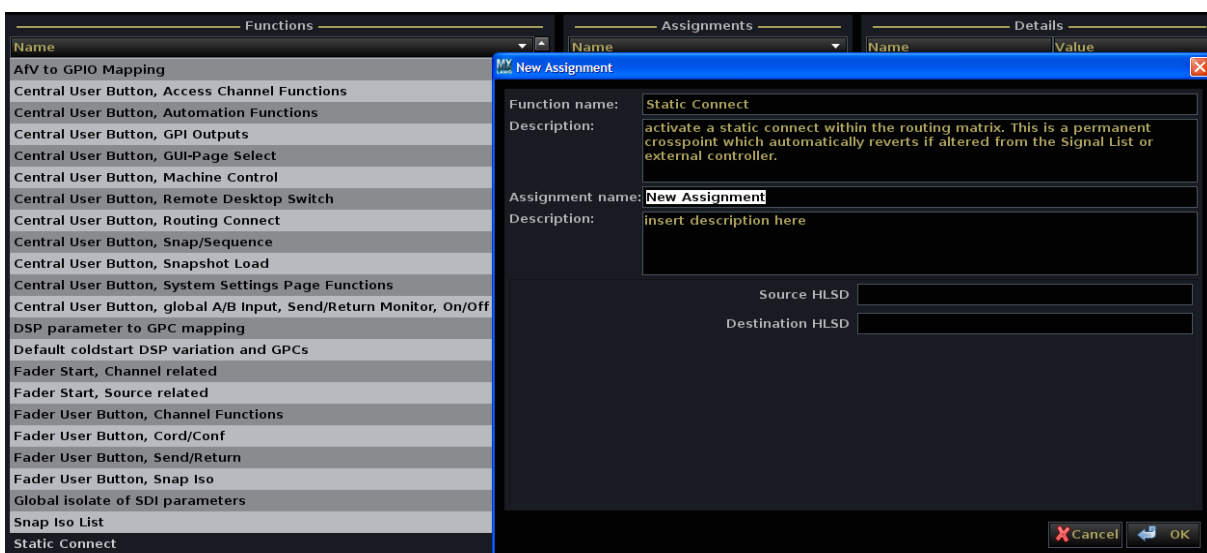 Functions
Assignments
Details
Name
Name
Name
Value
AfV to GPIO Mapping
Central User Button, Access Channel Functions
Central User Button, Automation Functions
Central User Button, GPI Outputs
Central User Button, GUI-Page Select
Central User Button, Machine Control
Central User Button, Remote Desktop Switch
Central User Button, Routing Connect
Central User Button, Snap/Sequence
Central User Button, Snapshot Load
Central User Button, System Settings Page Functions
Central User Button, global A/B Input, Send/Return Monitor, On/Off
DSP parameter to GPC mapping
Default coldstart DSP variation and GPCs
Fader Start, Channel related
Fader Start, Source related
Fader User Button, Channel Functions
Fader User Button, Cord/Conf
Fader User Button, Send/Return
Fader User Button, Snap Iso
Global isolate of SDI parameters
Snap Iso List
Static Connect
MX
LAWO
New Assignment
Function name:
Static Connect
Description:
activate a static connect within the routing matrix. This is a permanent
crosspoint which automatically reverts if altered from the Signal List or
external controller.
Assignment name:
New Assignment
Description:
insert description here
Source HLSD
Destination HLSD
Cancel
OK